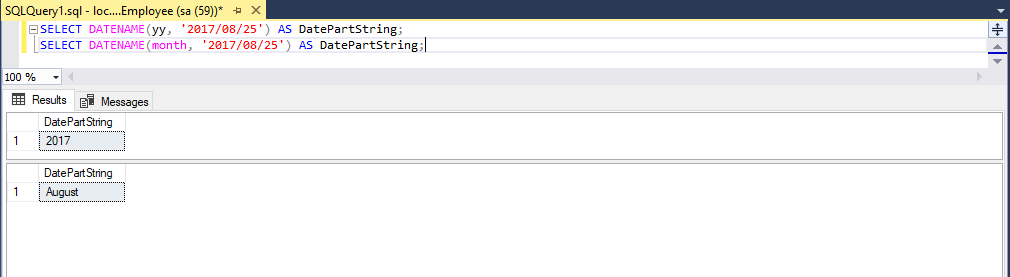 SQLQuery1.sql - loc....Employee (sa (59))*
SELECT DATENAME(yy, '2017/08/25') AS DatePartString;
SELECT DATENAME(month, '2017/08/25') AS DatePartString;
100 %
Results Messages
DatePartString
1 2017
DatePartString
1 August